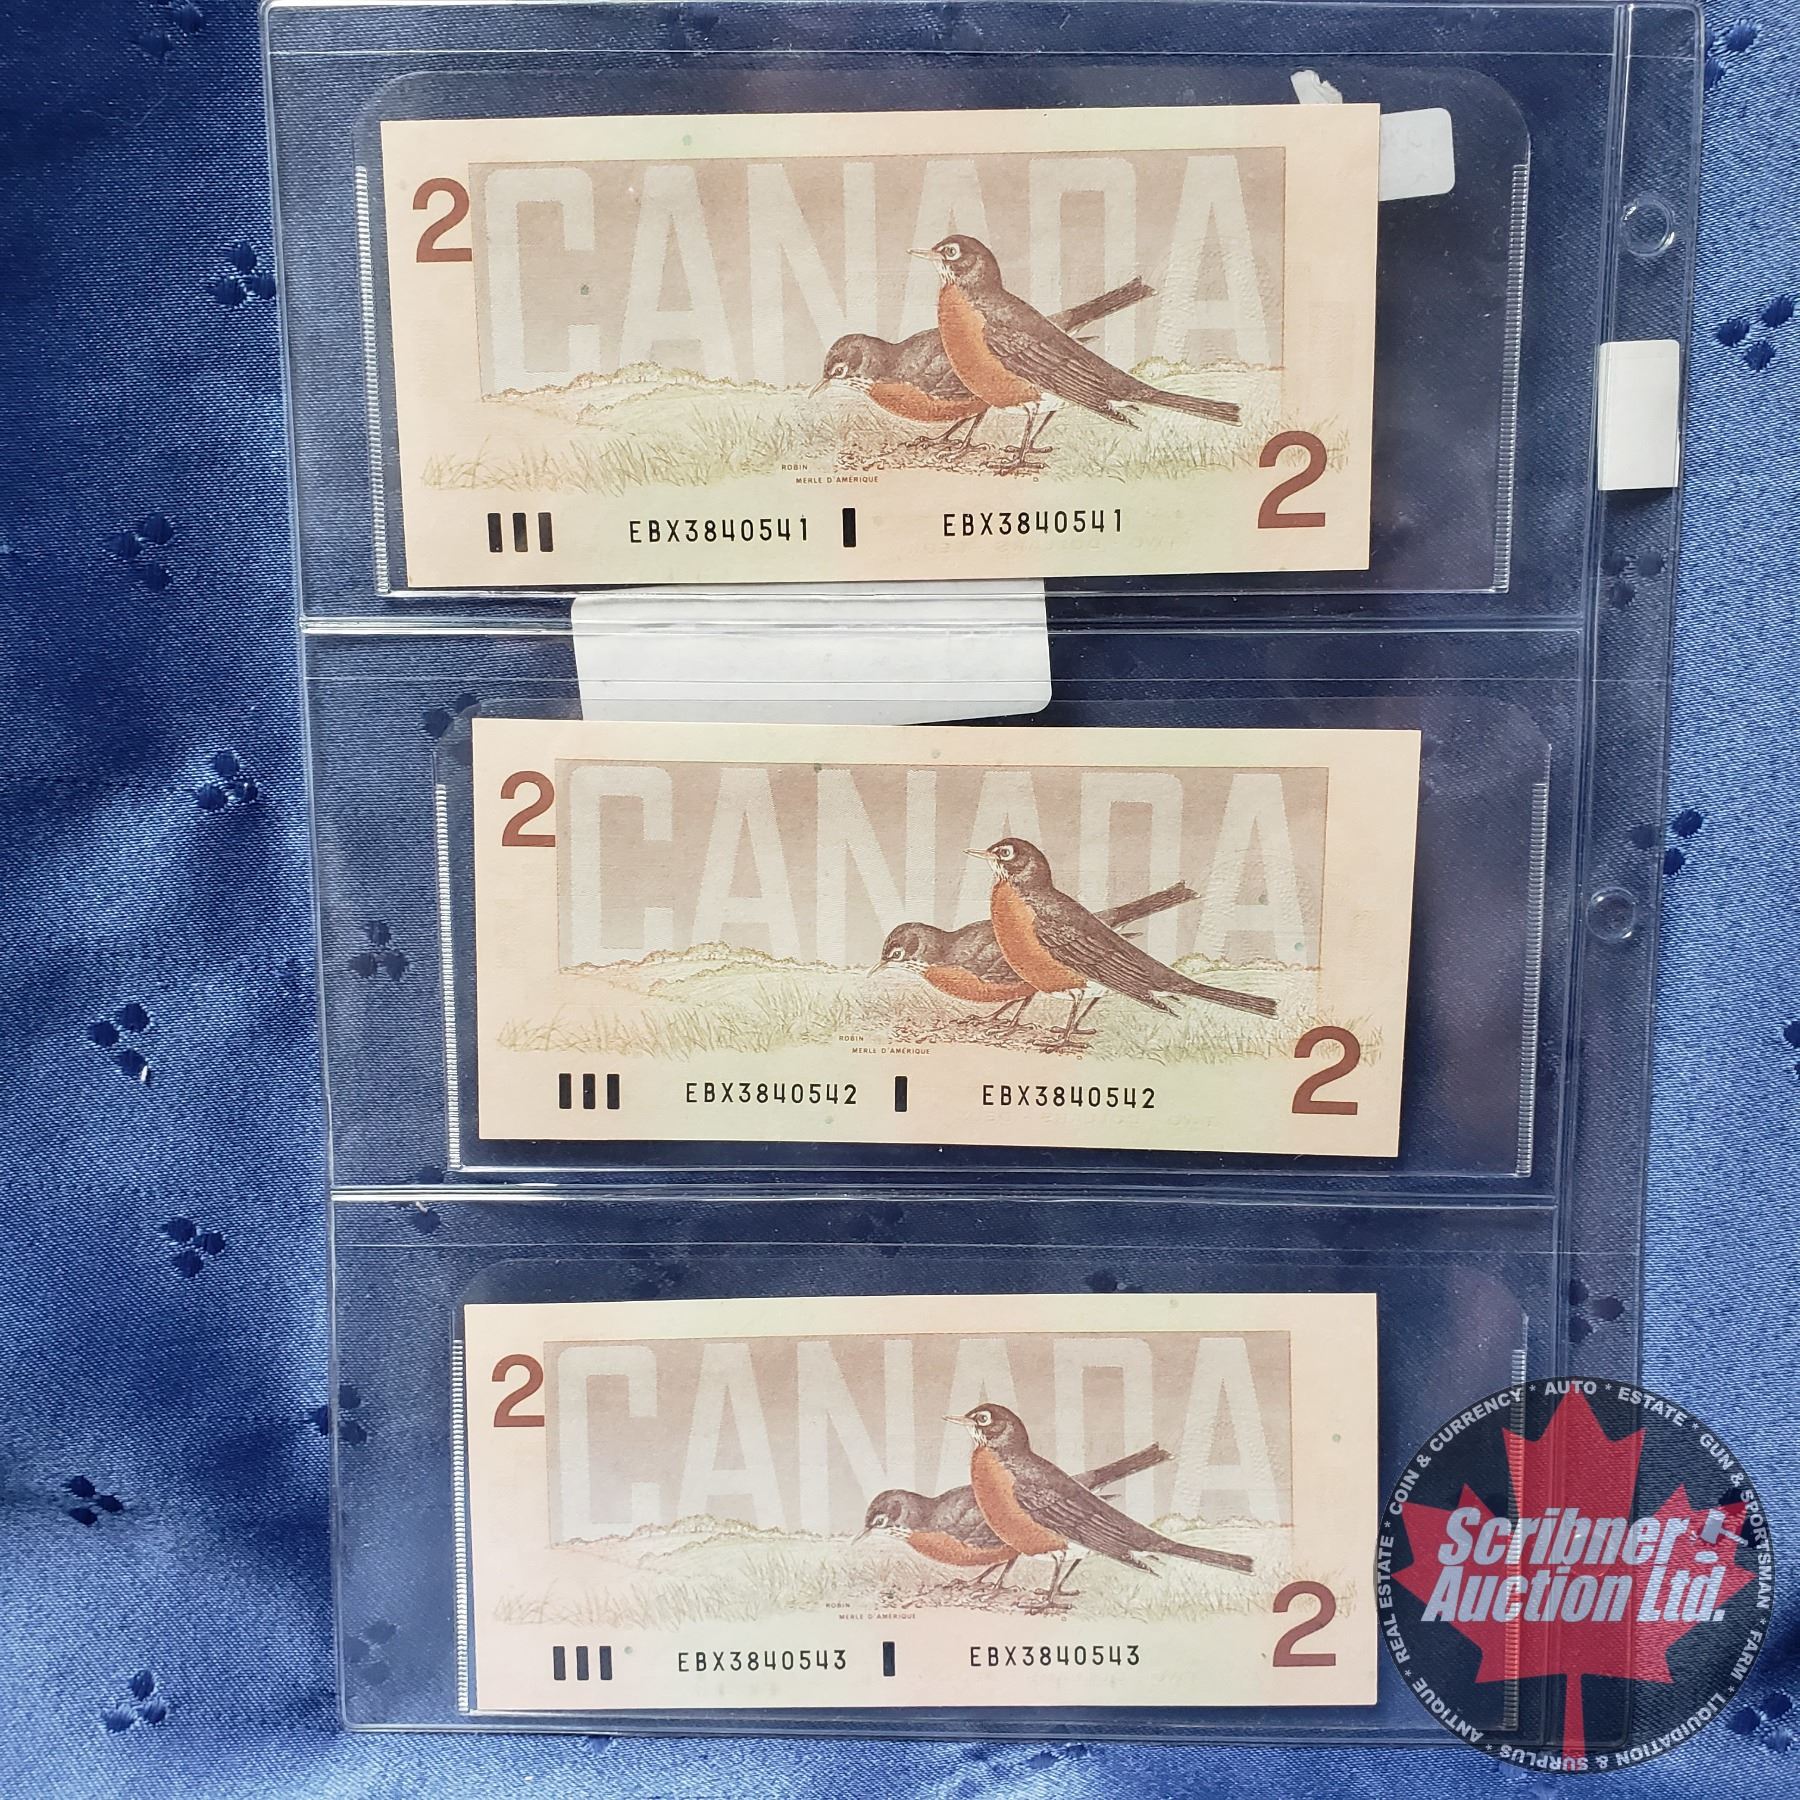 2
CANADA
ROBIN
MERLE D'AMÉRIQUE
2
EBX3840541 EBX3840541
2
CANADA
ROBIN
MERLE D'AMÉRIQUE
2
EBX3840542 EBX3840542
2
CANADA
ROBIN
MERLE D'AMÉRIQUE
2
EBX3840543 EBX3840543
* COIN & CURRENCY * AUTO * ESTATE * GUN & SPORTSMAN * FARM * LIQUIDATION & SURPLUS * ANTIQUE * REAL ESTATE
Scribner
Auction Ltd.